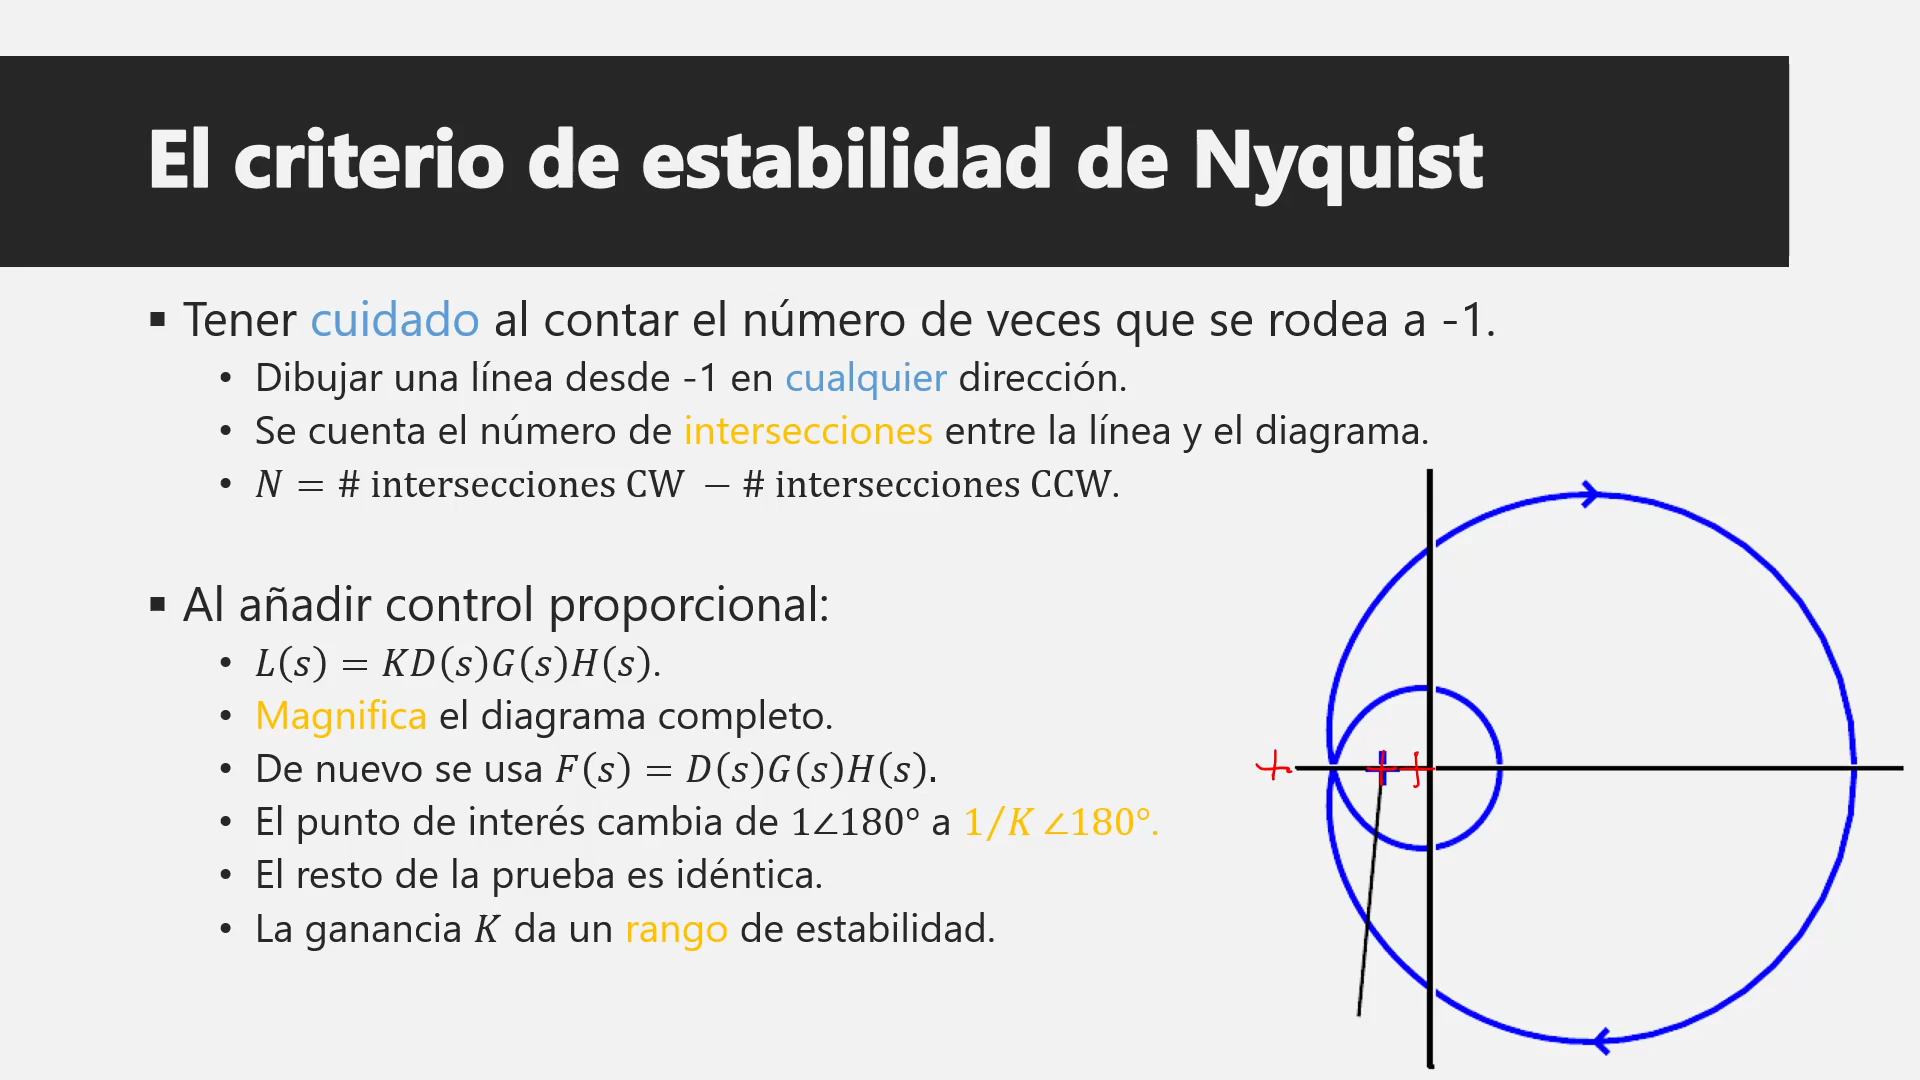 El criterio de estabilidad de Nyquist
▪ Tener cuidado al contar el número de veces que se rodea a -1.
• Dibujar una línea desde -1 en cualquier dirección.
• Se cuenta el número de intersecciones entre la línea y el diagrama.
• N = # intersecciones CW − # intersecciones CCW.
▪ Al añadir control proporcional:
• L(s) = KD(s)G(s)H(s).
• Magnifica el diagrama completo.
• De nuevo se usa F(s) = D(s)G(s)H(s).
• El punto de interés cambia de 1∠180° a 1/K ∠180°.
• El resto de la prueba es idéntica.
• La ganancia K da un rango de estabilidad.